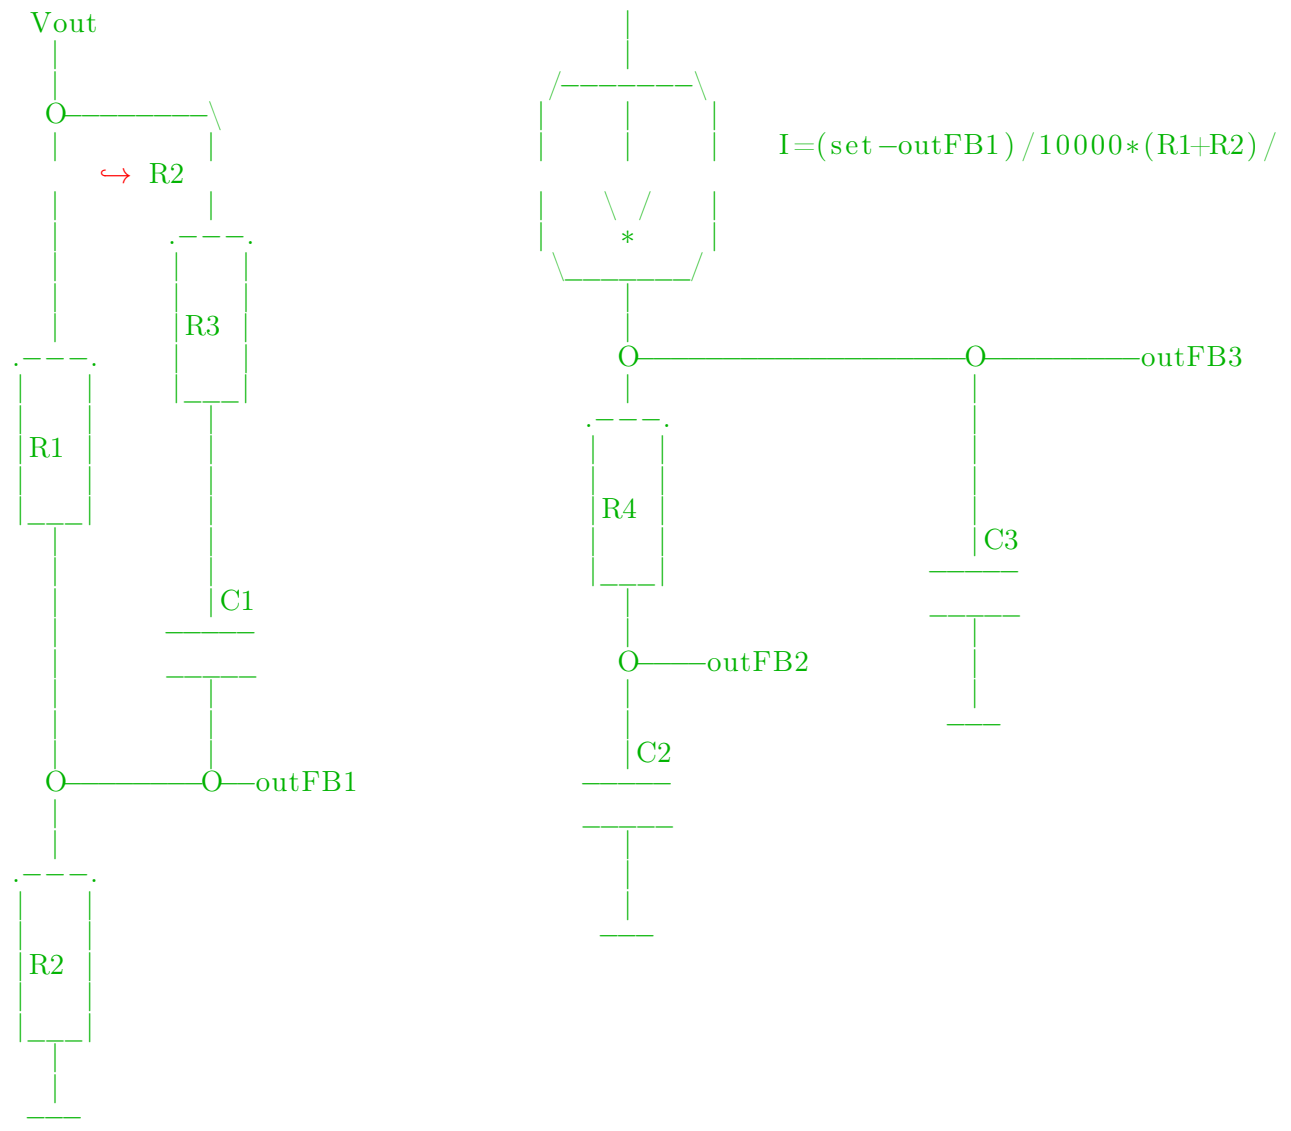 Vout
I=(set-outFB1)/10000*(R1+R2)/
↪ R2
R3
outFB3
R1
R4
C3
C1
outFB2
C2
outFB1
R2